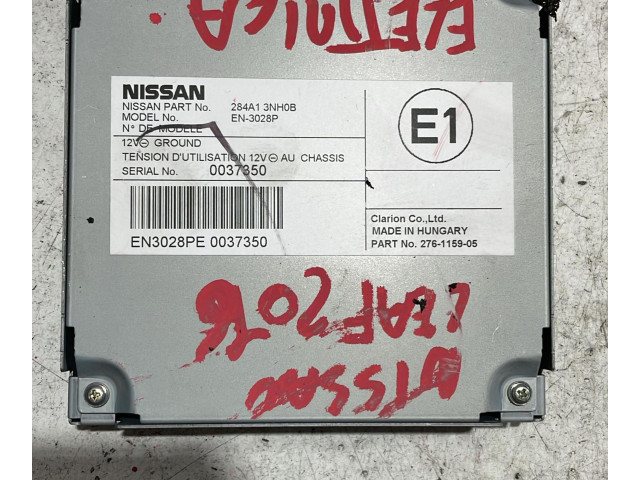 NISSAN
NISSAN PART No. 284A1 3NH0B
MODEL No. EN-3028P
N° DE MODELE
12V⊖ GROUND
TENSION D'UTILISATION 12V⊖ AU CHASSIS
SERIAL No. 0037350
EN3028PE 0037350
E1
Clarion Co.,Ltd.
MADE IN HUNGARY
PART No. 276-1159-05
NISSAN
LEAF 2016